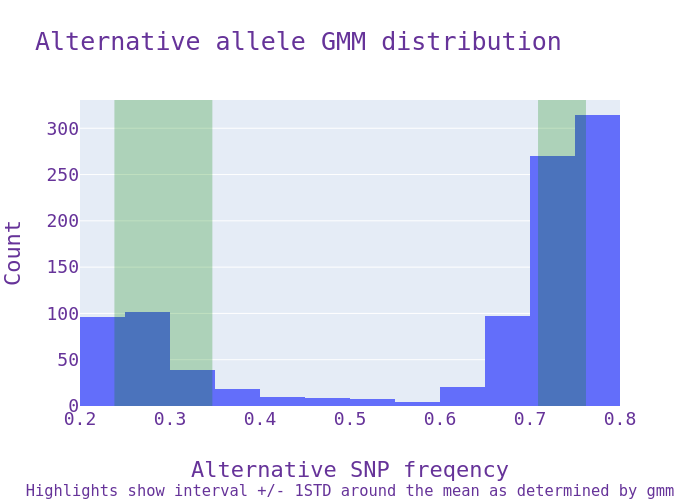 Alternative allele GMM distribution
300
250
200
150
100
50
0
Count
0.2 0.3 0.4 0.5 0.6 0.7 0.8
Alternative SNP freqency
Highlights show interval +/- 1STD around the mean as determined by gmm